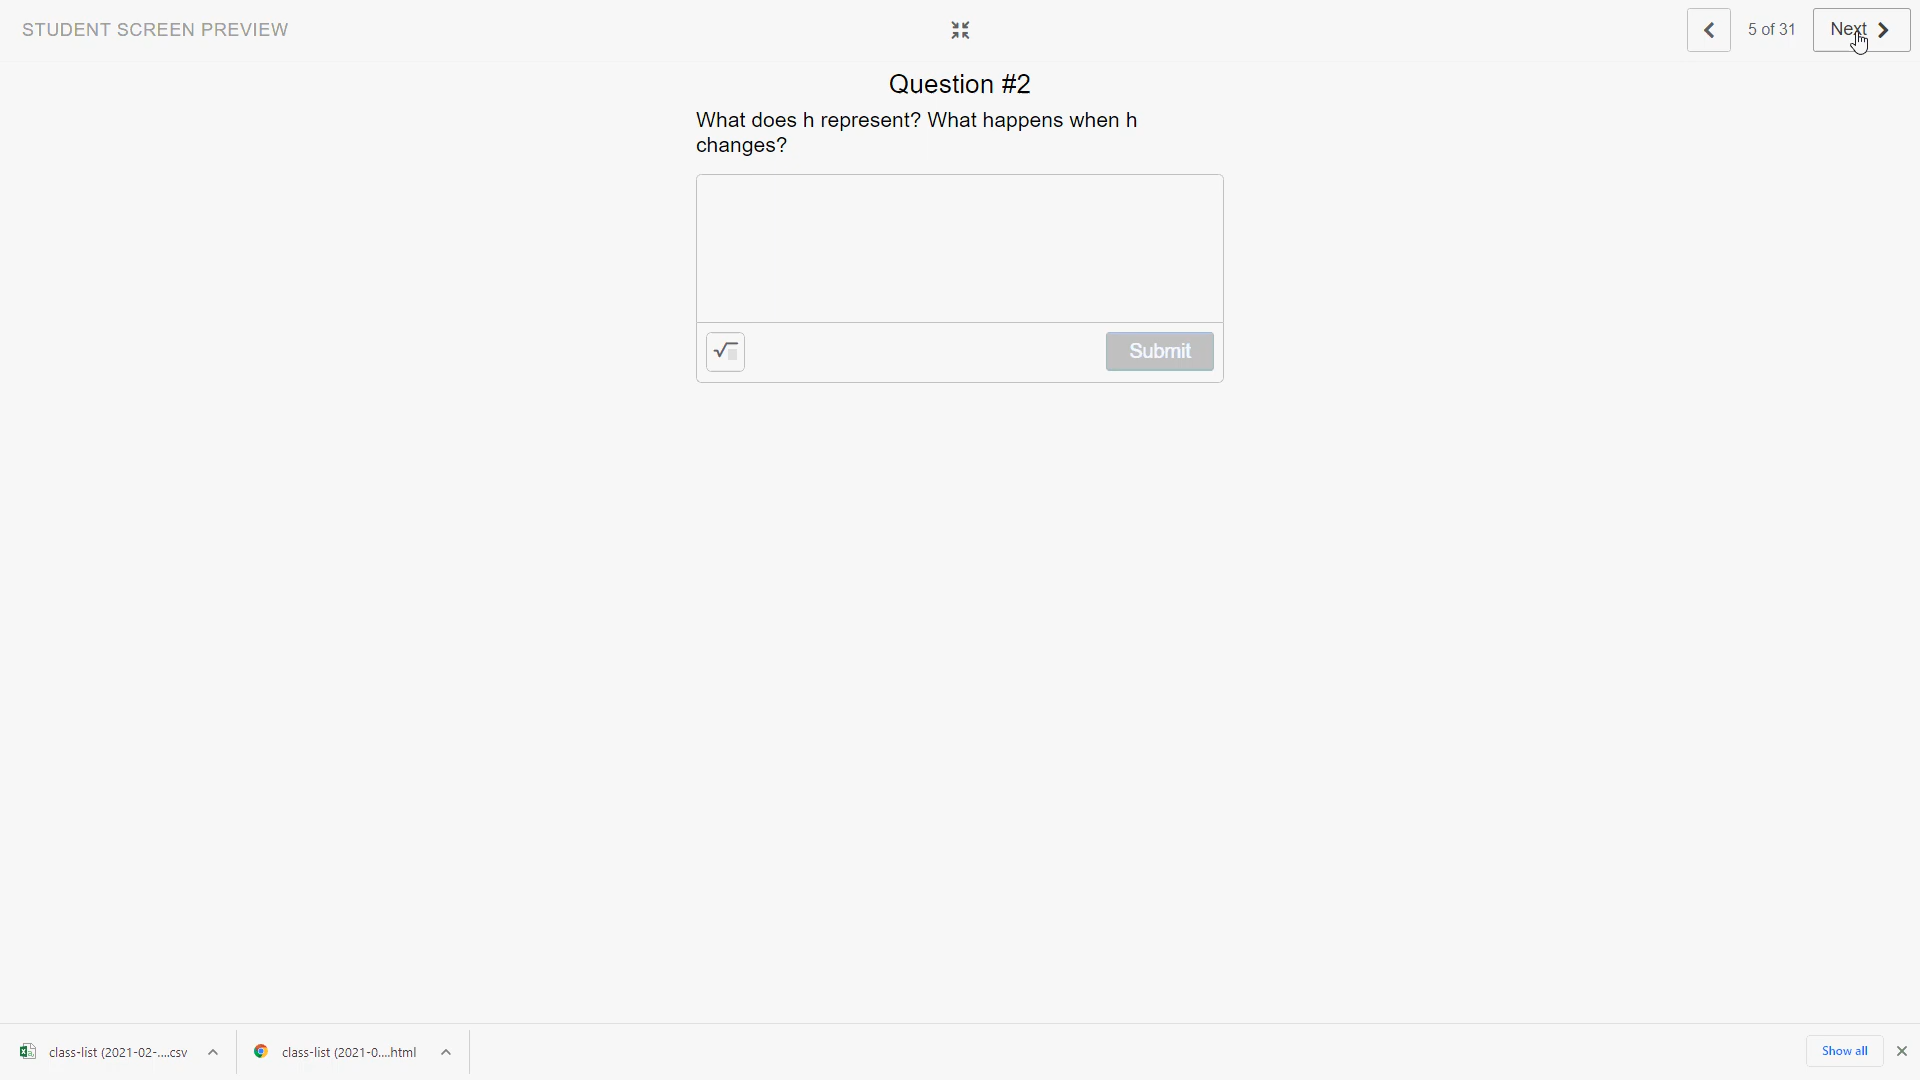 STUDENT SCREEN PREVIEW
5 of 31
Next
Question #2
What does h represent? What happens when h
changes?
√
Submit
class-list (2021-02-....csv
class-list (2021-0....html
Show all